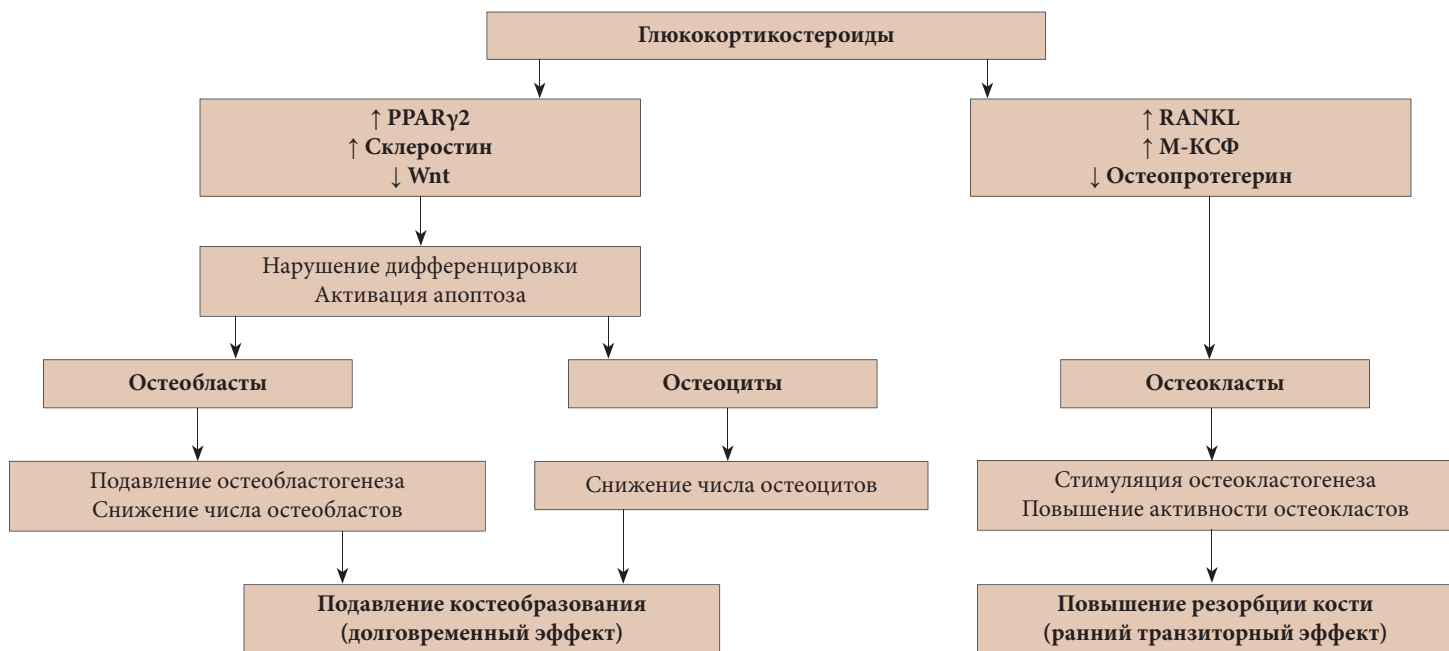 Глюкокортикостероиды
↑ PPARγ2
↑ Склеростин
↓ Wnt
↑ RANKL
↑ М-КСФ
↓ Остеопротегерин
Нарушение дифференцировки
Активация апоптоза
Остеобласты
Остеоциты
Остеокласты
Подавление остеобластогенеза
Снижение числа остеобластов
Снижение числа остеоцитов
Стимуляция остеокластогенеза
Повышение активности остеокластов
Подавление костеобразования
(долговременный эффект)
Повышение резорбции кости
(ранний транзиторный эффект)